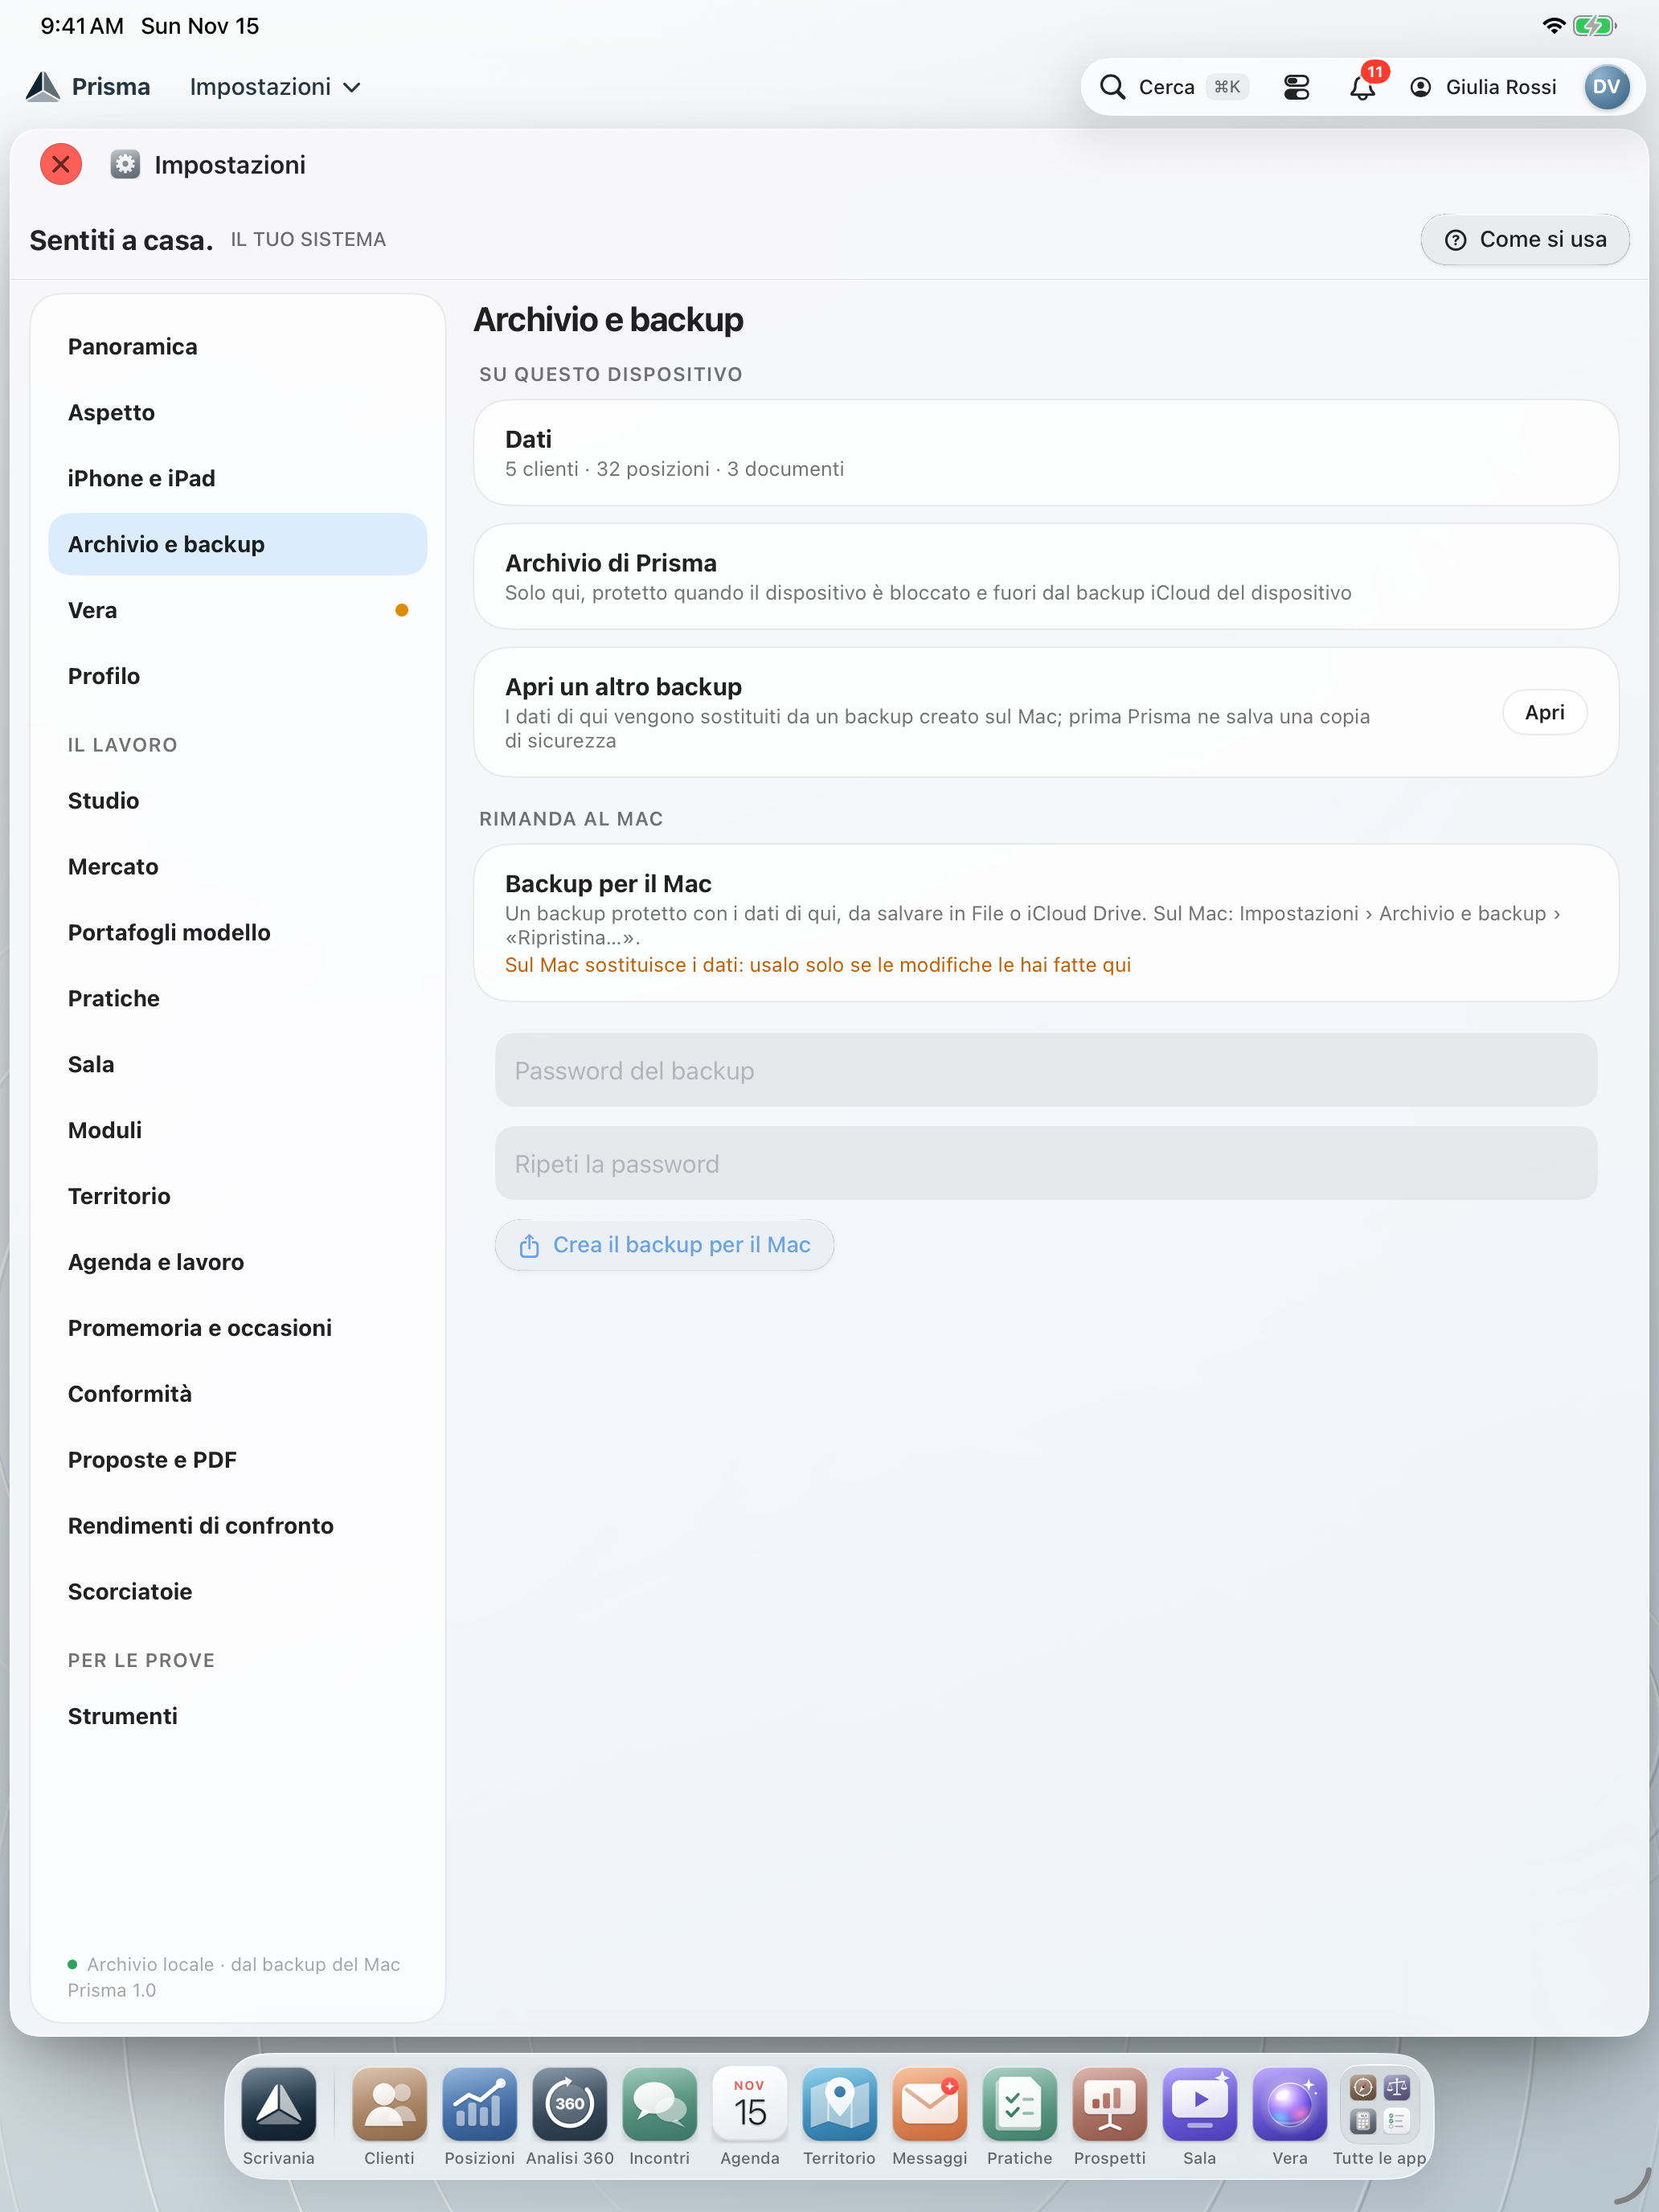 9:41 AM Sun Nov 15
Prisma Impostazioni Cerca ⌘K 11 Giulia Rossi DV
Impostazioni
Sentiti a casa. IL TUO SISTEMA Come si usa
Panoramica
Aspetto
iPhone e iPad
Archivio e backup
Vera
Profilo
IL LAVORO
Studio
Mercato
Portafogli modello
Pratiche
Sala
Moduli
Territorio
Agenda e lavoro
Promemoria e occasioni
Conformità
Proposte e PDF
Rendimenti di confronto
Scorciatoie
PER LE PROVE
Strumenti
Archivio locale · dal backup del Mac
Prisma 1.0
Archivio e backup
SU QUESTO DISPOSITIVO
Dati
5 clienti · 32 posizioni · 3 documenti
Archivio di Prisma
Solo qui, protetto quando il dispositivo è bloccato e fuori dal backup iCloud del dispositivo
Apri un altro backup
I dati di qui vengono sostituiti da un backup creato sul Mac; prima Prisma ne salva una copia
di sicurezza
Apri
RIMANDA AL MAC
Backup per il Mac
Un backup protetto con i dati di qui, da salvare in File o iCloud Drive. Sul Mac: Impostazioni › Archivio e backup ›
«Ripristina…».
Sul Mac sostituisce i dati: usalo solo se le modifiche le hai fatte qui
Password del backup
Ripeti la password
Crea il backup per il Mac
360
NOV
15
Scrivania Clienti Posizioni Analisi 360 Incontri Agenda Territorio Messaggi Pratiche Prospetti Sala Vera Tutte le app